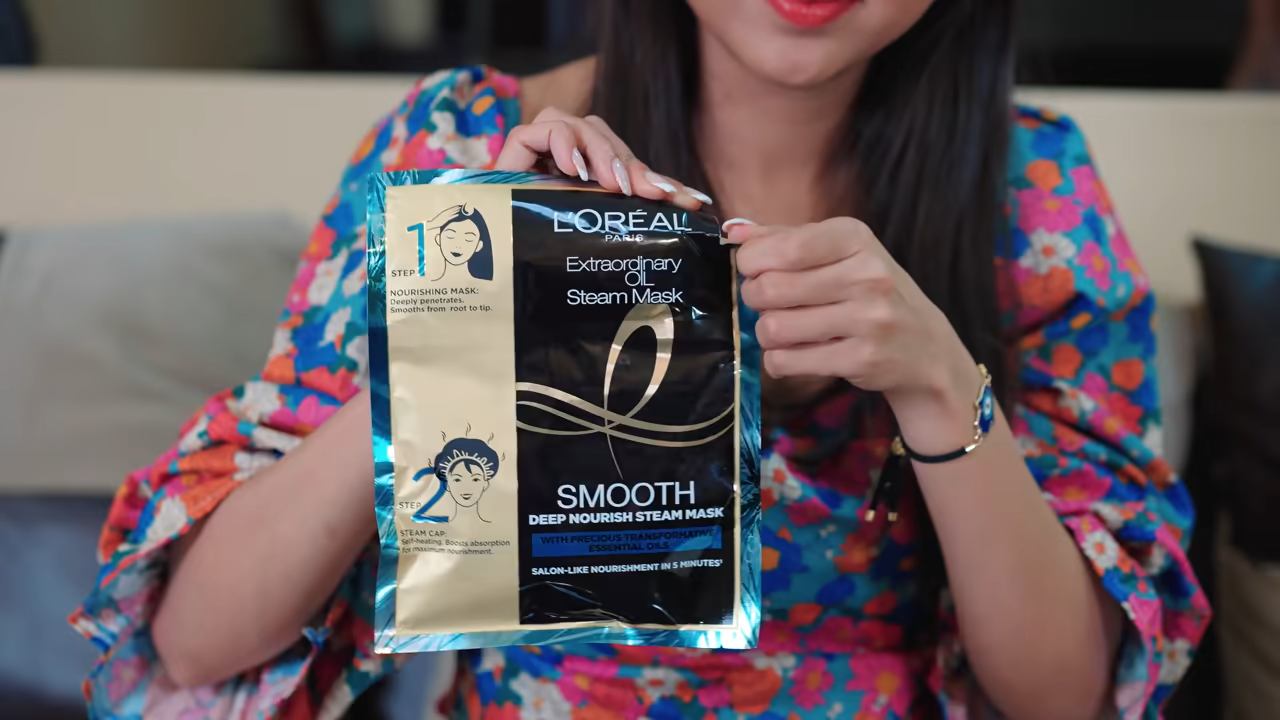 STEP 1
NOURISHING MASK:
Deeply penetrates.
Smooths from root to tip.
STEP 2
STEAM CAP:
Self-heating. Boosts absorption
for maximum nourishment.
L'ORÉAL
PARIS
Extraordinary
OIL
Steam Mask
SMOOTH
DEEP NOURISH STEAM MASK
WITH PRECIOUS TRANSFORMATIVE
ESSENTIAL OILS
SALON-LIKE NOURISHMENT IN 5 MINUTES¹